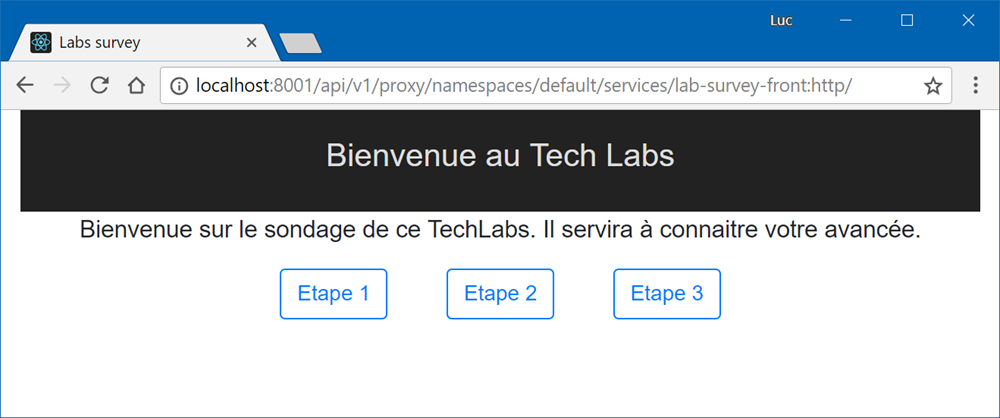 Luc
Labs survey
localhost:8001/api/v1/proxy/namespaces/default/services/lab-survey-front:http/
Bienvenue au Tech Labs
Bienvenue sur le sondage de ce TechLabs. Il servira à connaitre votre avancée.
Etape 1 Etape 2 Etape 3